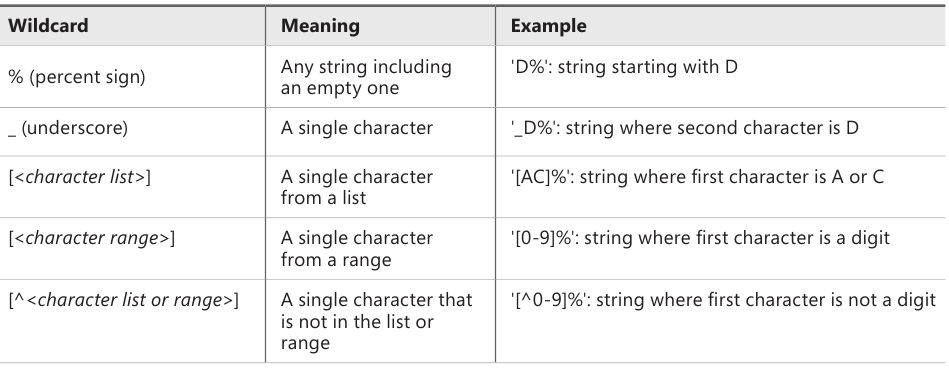 Wildcard Meaning Example
% (percent sign) Any string including
an empty one 'D%': string starting with D
_ (underscore) A single character '_D%': string where second character is D
[<character list>] A single character
from a list '[AC]%': string where first character is A or C
[<character range>] A single character
from a range '[0-9]%': string where first character is a digit
[^<character list or range>] A single character that
is not in the list or
range '[^0-9]%': string where first character is not a digit